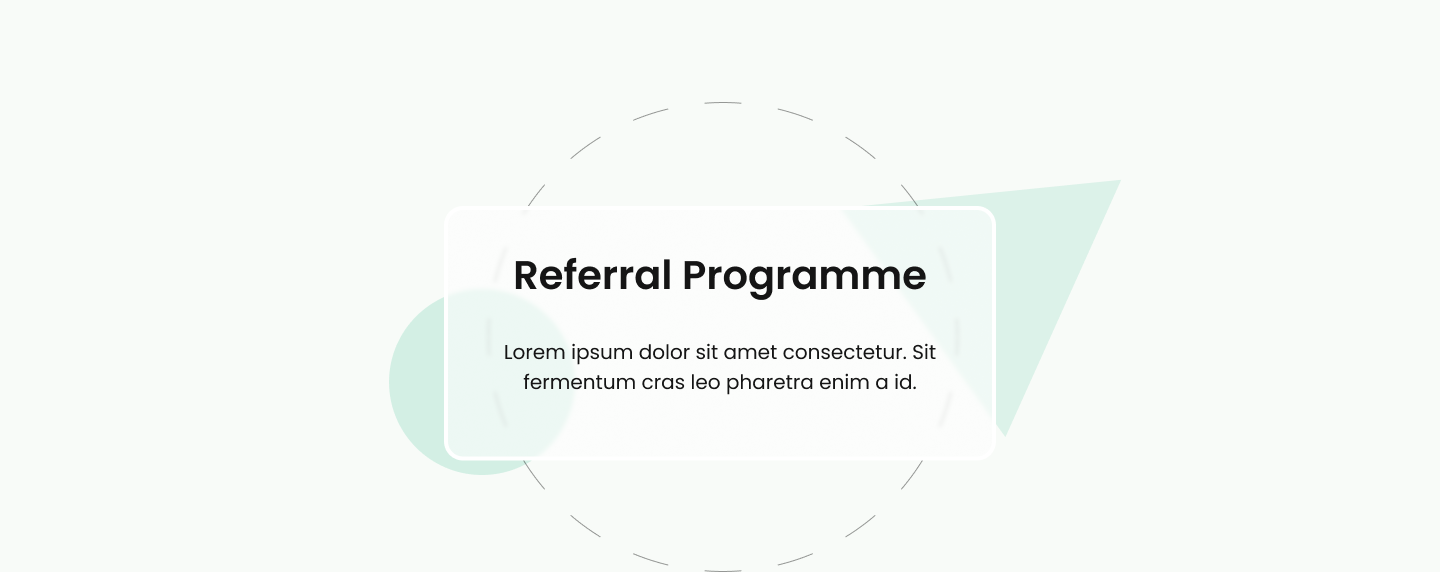 Referral Programme
Lorem ipsum dolor sit amet consectetur. Sit
fermentum cras leo pharetra enim a id.